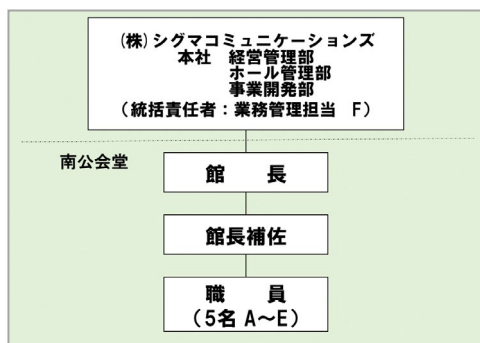 (株)シグマコミュニケーションズ
本社 経営管理部
ホール管理部
事業開発部
(統括責任者:業務管理担当 F)
南公会堂
館 長
館長補佐
職 員
(5名 A～E)